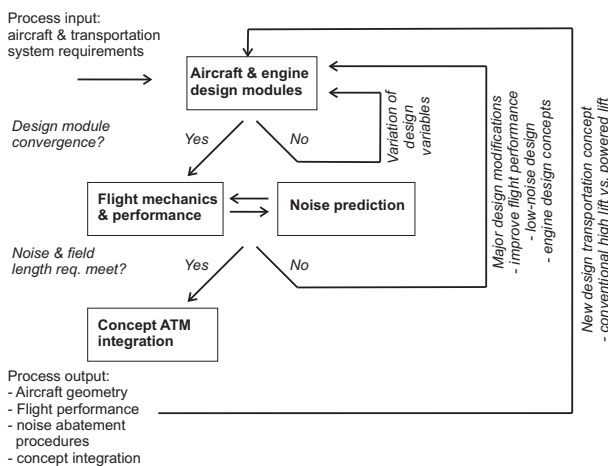 Process input:
aircraft & transportation
system requirements
Aircraft & engine
design modules
Design module
convergence?
Yes
No
Variation of
design
variables
Flight mechanics
& performance
Noise prediction
Noise & field
length req. meet?
Yes
No
Major design modifications
- improve flight performance
- low-noise design
- engine design concepts
New design transportation concept
- conventional high lift vs. powered lift
Concept ATM
integration
Process output:
- Aircraft geometry
- Flight performance
- noise abatement
procedures
- concept integration